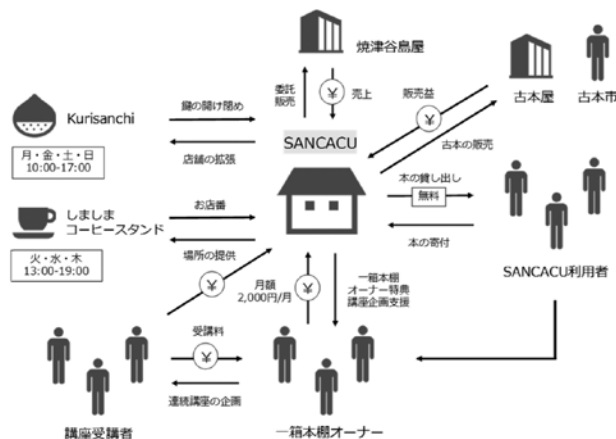 焼津谷島屋
委託
販売
¥
売上
販売益
¥
古本屋
古本市
Kurisanchi
鍵の開け閉め
SANCACU
店舗の拡張
古本の販売
月・金・土・日
10:00-17:00
本の貸し出し
無料
しましま
コーヒースタンド
お店番
本の寄付
場所の提供
火・水・木
13:00-19:00
SANCACU利用者
¥
月額
2,000円/月
¥
一箱本棚
オーナー特典
講座企画支援
受講料
¥
連続講座の企画
講座受講者
一箱本棚オーナー